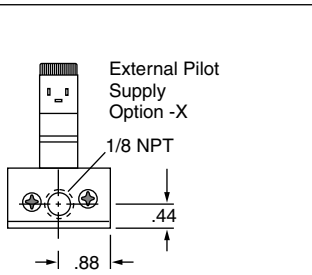 External Pilot
Supply
Option -X
1/8 NPT
.44
.88